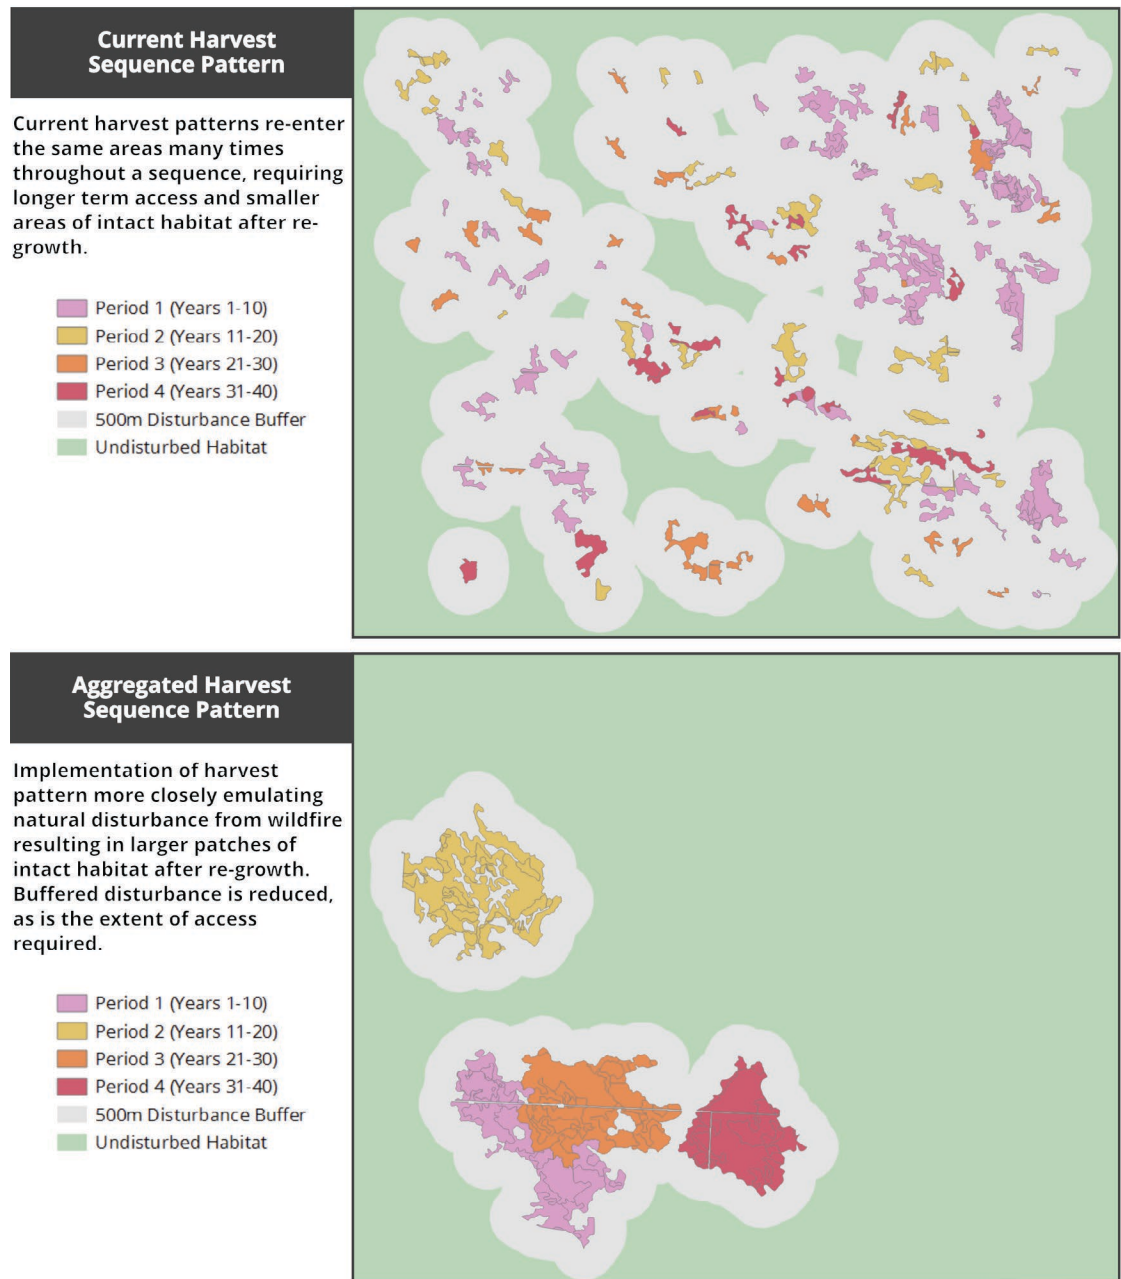 Current Harvest
Sequence Pattern
Current harvest patterns re-enter
the same areas many times
throughout a sequence, requiring
longer term access and smaller
areas of intact habitat after re-
growth.
Period 1 (Years 1-10)
Period 2 (Years 11-20)
Period 3 (Years 21-30)
Period 4 (Years 31-40)
500m Disturbance Buffer
Undisturbed Habitat
Aggregated Harvest
Sequence Pattern
Implementation of harvest
pattern more closely emulating
natural disturbance from wildfire
resulting in larger patches of
intact habitat after re-growth.
Buffered disturbance is reduced,
as is the extent of access
required.
Period 1 (Years 1-10)
Period 2 (Years 11-20)
Period 3 (Years 21-30)
Period 4 (Years 31-40)
500m Disturbance Buffer
Undisturbed Habitat